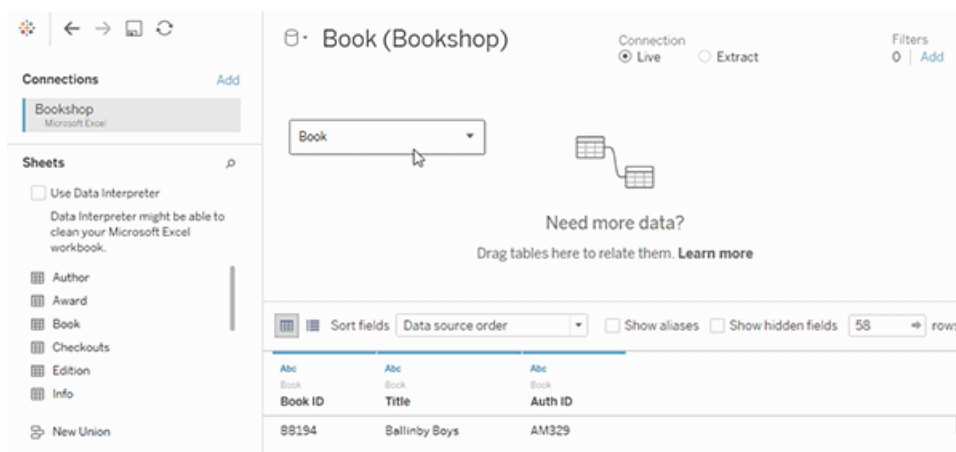 Book (Bookshop)
Connection
Live
Extract
Filters
0 | Add
Connections
Add
Bookshop
Microsoft Excel
Book
Sheets
Use Data Interpreter
Data Interpreter might be able to
clean your Microsoft Excel
workbook.
Author
Award
Book
Checkouts
Edition
Info
New Union
Need more data?
Drag tables here to relate them. Learn more
Sort fields
Data source order
Show aliases
Show hidden fields
58
rows
Abc
Abc
Abc
Book
Book
Book
Book ID
Title
Auth ID
BB194
Ballinby Boys
AM329